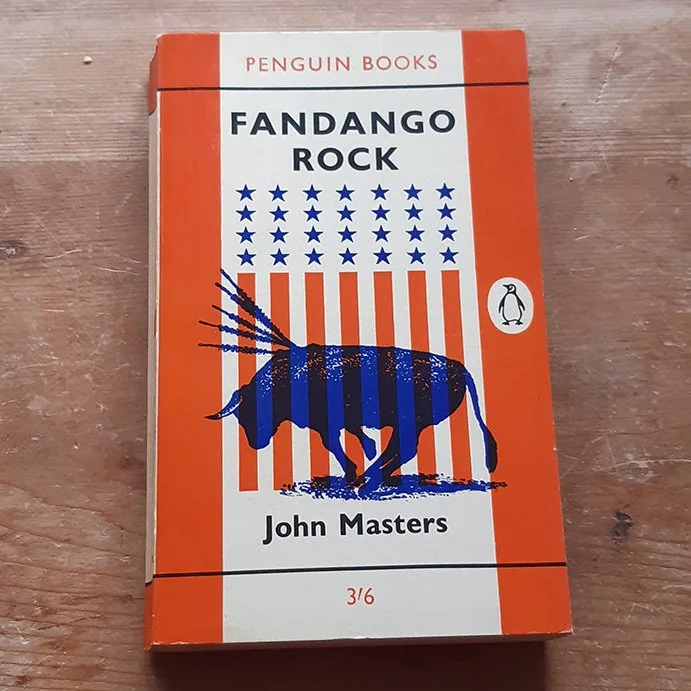 PENGUIN BOOKS
FANDANGO
ROCK
John Masters
3'6